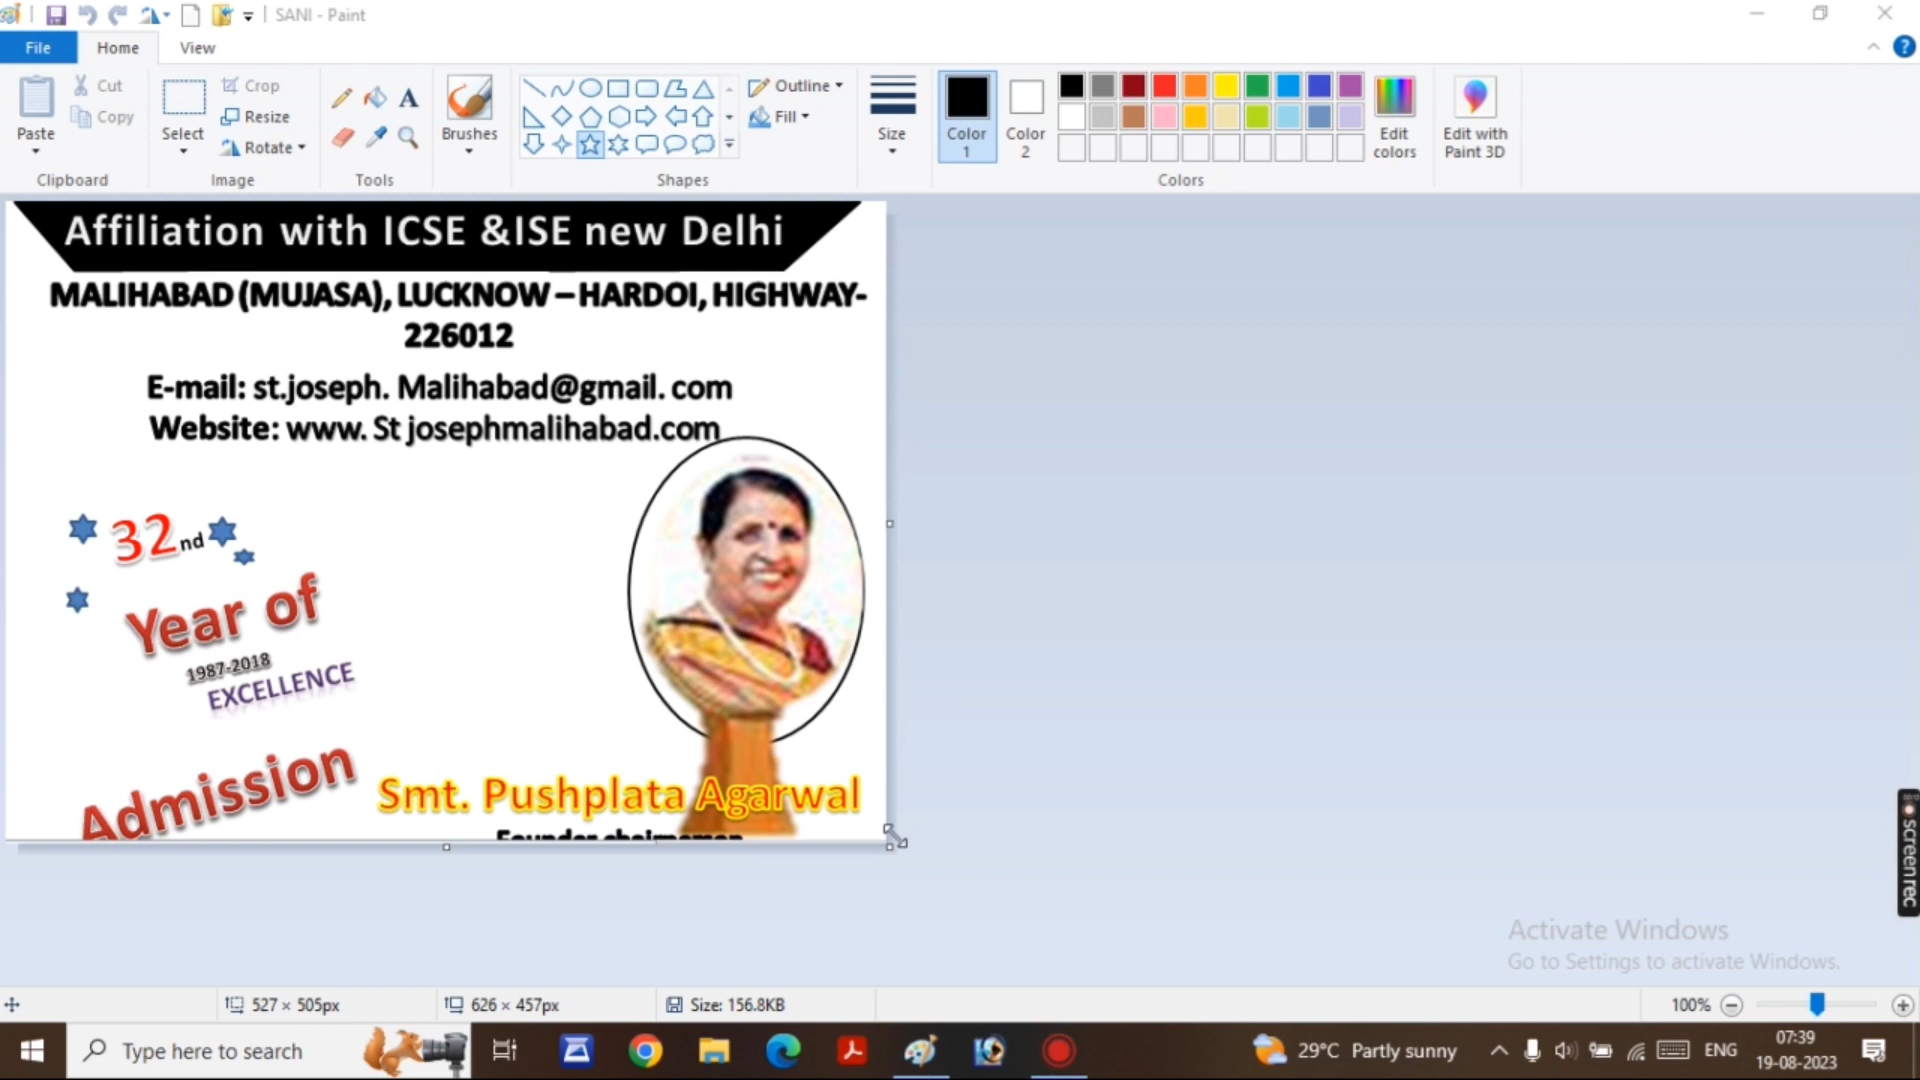 SANI - Paint
File Home View
Paste Cut Copy Clipboard
Select Crop Resize Rotate Image
Tools
Brushes
Outline Fill Shapes
Size
Color 1 Color 2 Edit colors Colors
Edit with Paint 3D
Affiliation with ICSE &ISE new Delhi
MALIHABAD (MUJASA), LUCKNOW – HARDOI, HIGHWAY-
226012
E-mail: st.joseph. Malihabad@gmail. com
Website: www. St josephmalihabad.com
32nd
Year of
1987-2018
EXCELLENCE
Admission
Smt. Pushplata Agarwal
Founder chairperson
screen rec
Activate Windows
Go to Settings to activate Windows.
527 × 505px 626 × 457px Size: 156.8KB 100%
Type here to search 29°C Partly sunny ENG 07:39
19-08-2023